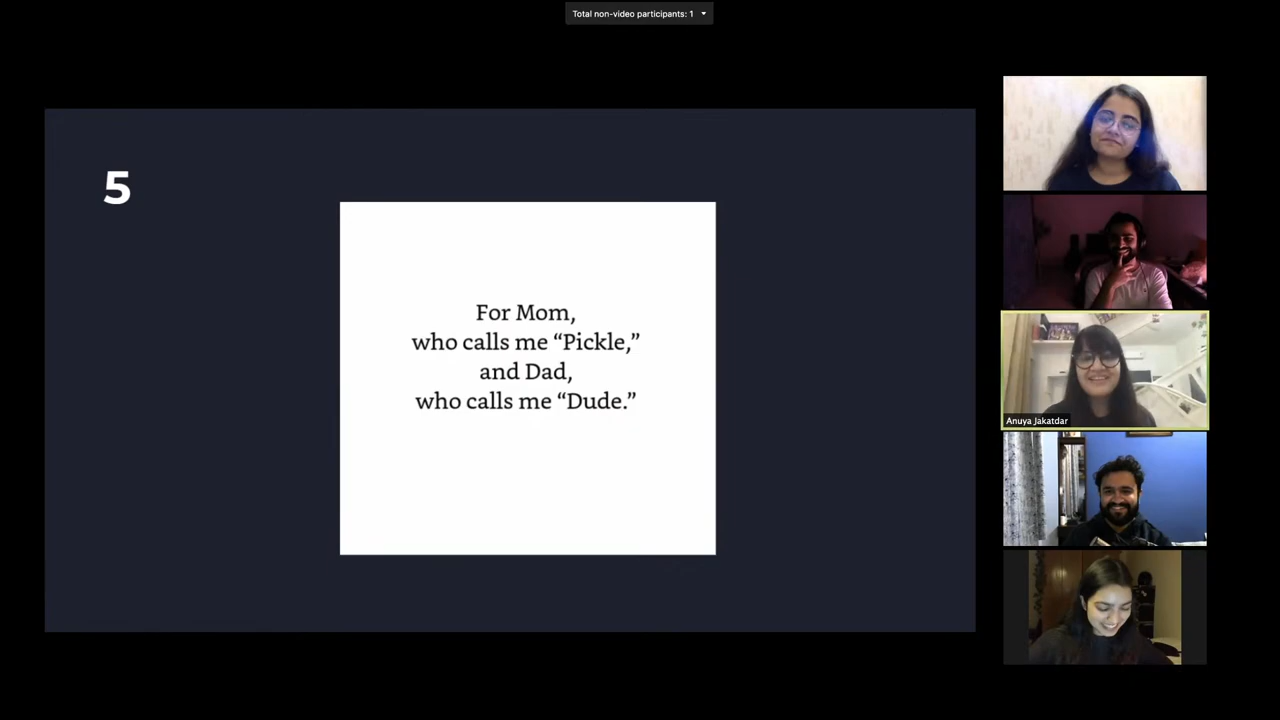 Total non-video participants: 1
5
For Mom,
who calls me “Pickle,”
and Dad,
who calls me “Dude.”
Anuya Jakatdar